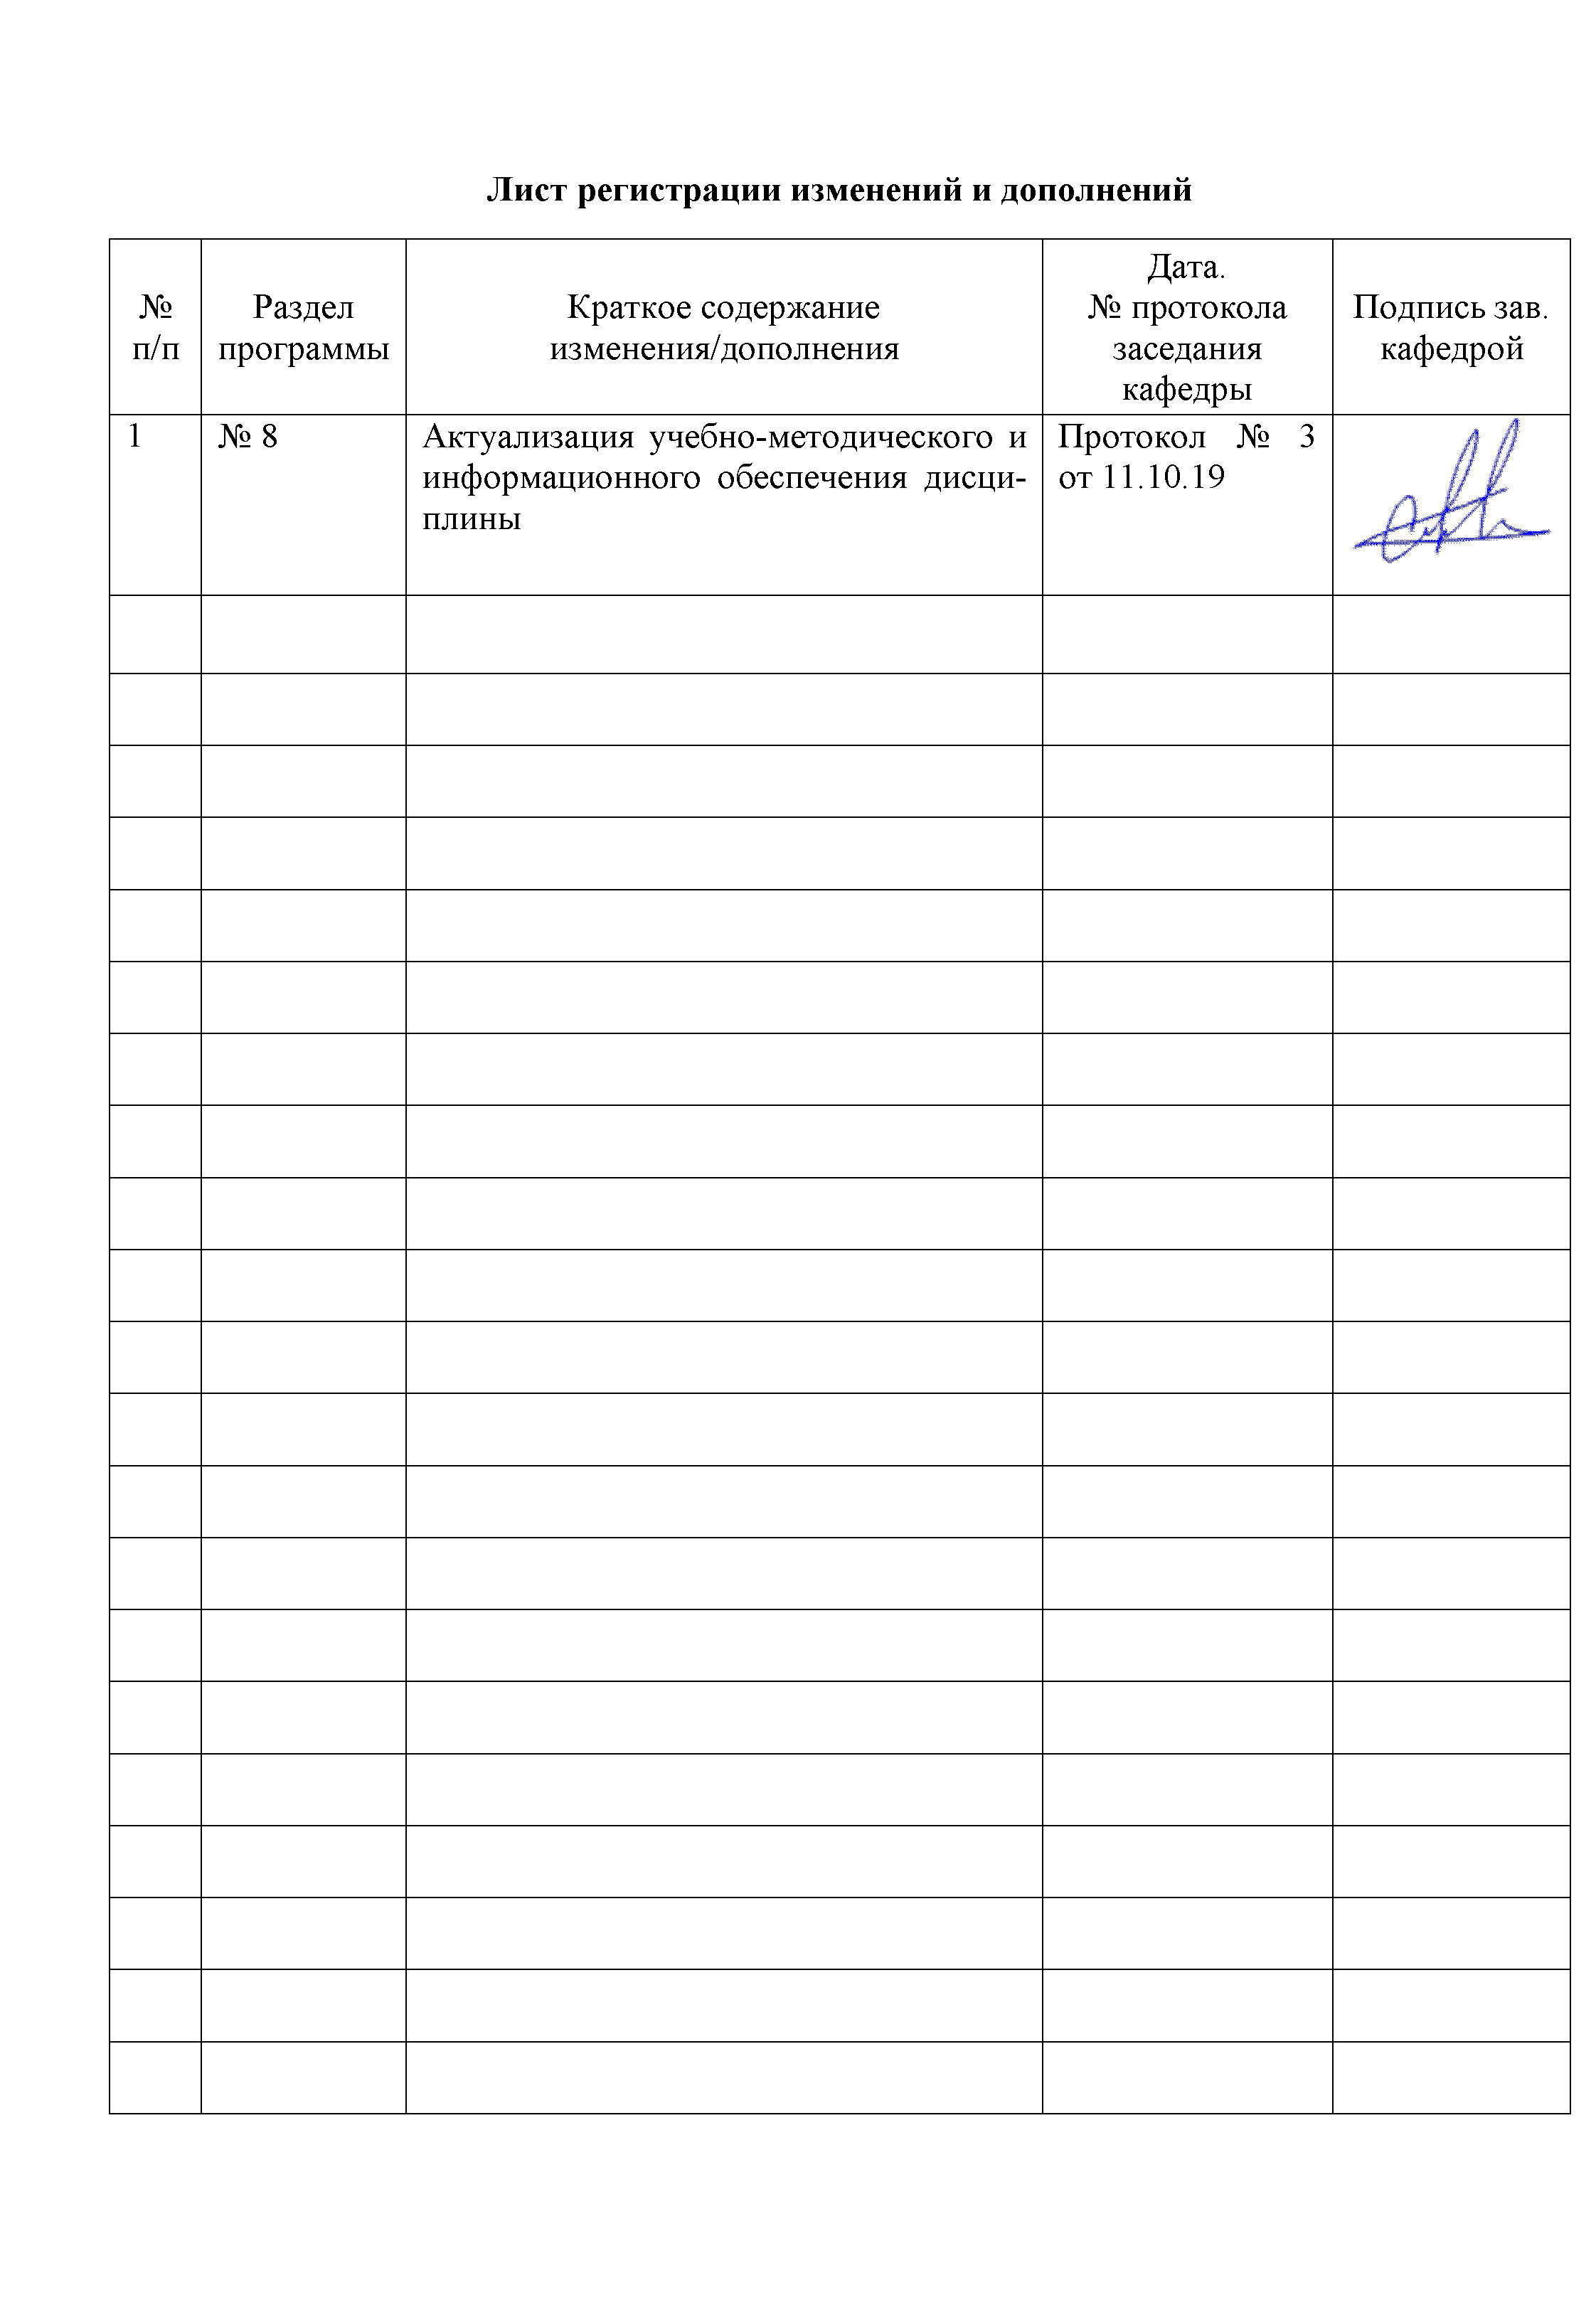 Лист регистрации изменений и дополнений
№
п/п
Раздел
программы
Краткое содержание
изменения/дополнения
Дата.
№ протокола
заседания
кафедры
Подпись зав.
кафедрой
1
№ 8
Актуализация учебно-методического и
информационного обеспечения дисци-
плины
Протокол № 3
от 11.10.19